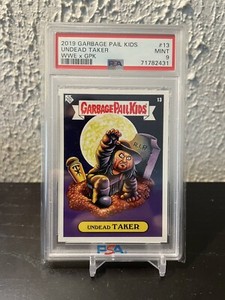 2019 GARBAGE PAIL KIDS #13
UNDEAD TAKER MINT
WWE x GPK PSA 9
71782431
GARBAGE PAIL KIDS
13
R.I.P.
UNDEAD TAKER
PSA